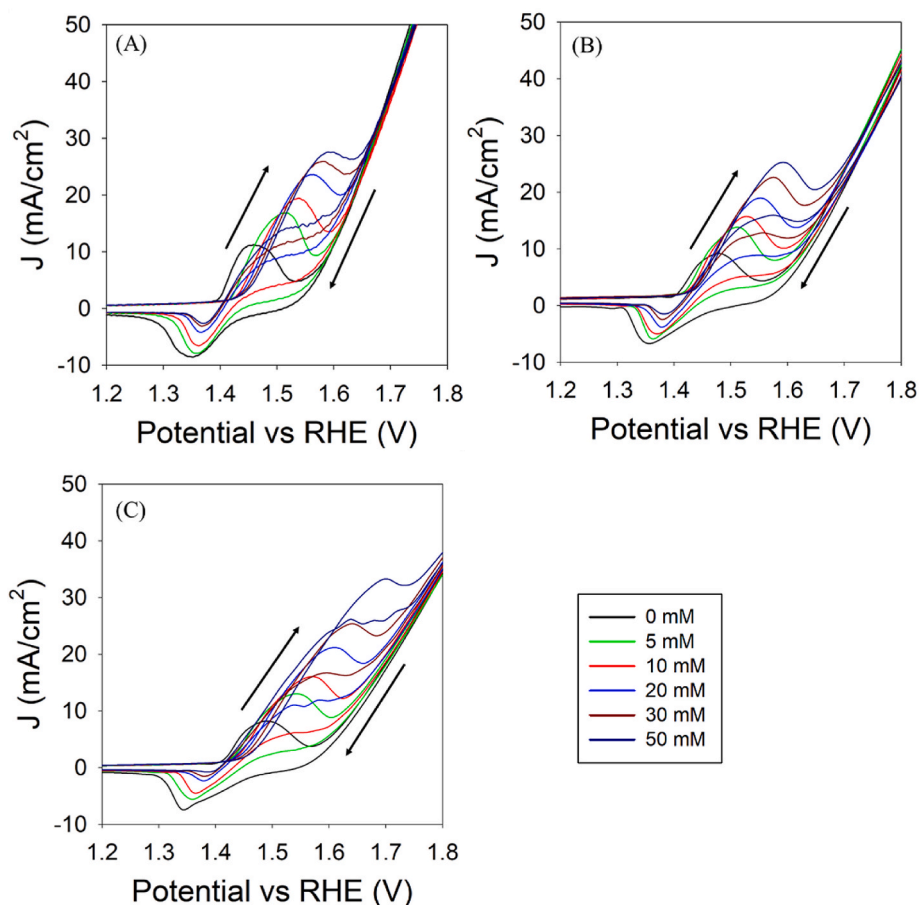 (A)
J (mA/cm²)
50
40
30
20
10
0
-10
1.2 1.3 1.4 1.5 1.6 1.7 1.8
Potential vs RHE (V)
(B)
J (mA/cm²)
50
40
30
20
10
0
-10
1.2 1.3 1.4 1.5 1.6 1.7 1.8
Potential vs RHE (V)
(C)
J (mA/cm²)
50
40
30
20
10
0
-10
1.2 1.3 1.4 1.5 1.6 1.7 1.8
Potential vs RHE (V)
0 mM
5 mM
10 mM
20 mM
30 mM
50 mM